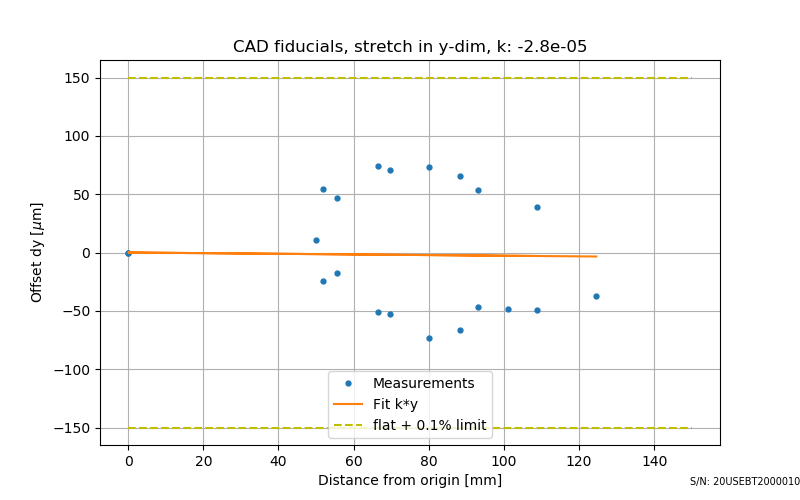 CAD fiducials, stretch in y-dim, k: -2.8e-05
Offset dy [μm]
150
100
50
0
−50
−100
−150
Measurements
Fit k*y
flat + 0.1% limit
0 20 40 60 80 100 120 140
Distance from origin [mm]
S/N: 20USEBT2000010